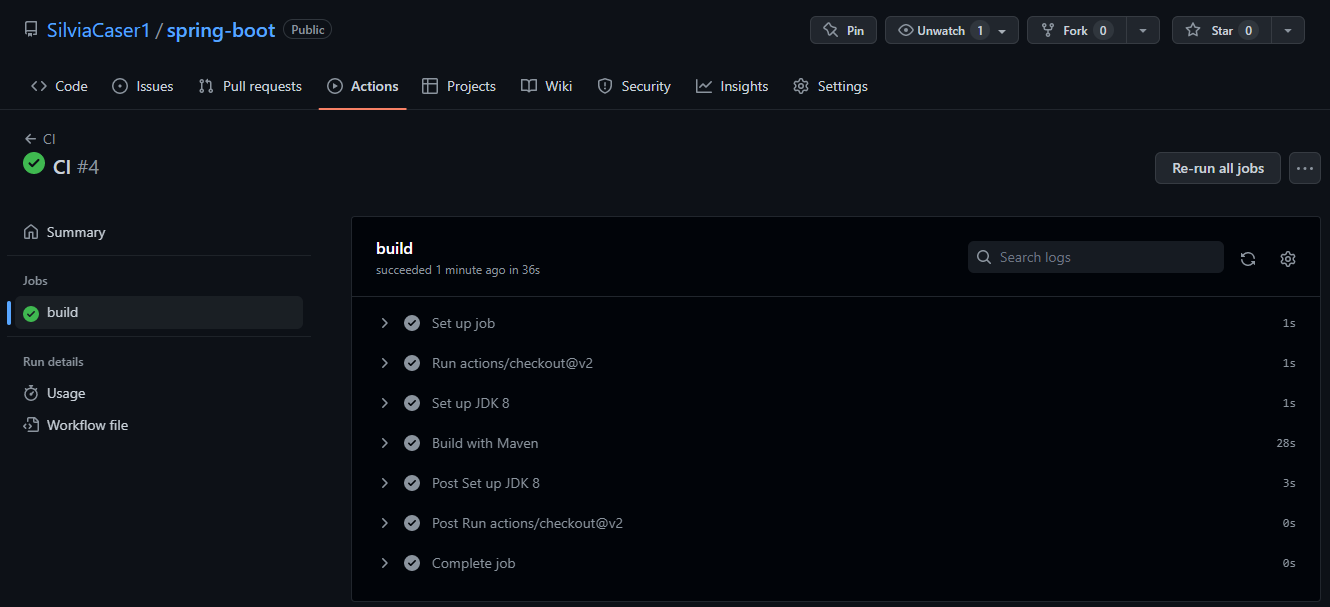 SilviaCaser1 / spring-boot Public Pin Unwatch 1 Fork 0 Star 0
Code Issues Pull requests Actions Projects Wiki Security Insights Settings
CI
CI #4
Re-run all jobs
Summary
Jobs
build
Run details
Usage
Workflow file
build
succeeded 1 minute ago in 36s
Search logs
Set up job 1s
Run actions/checkout@v2 1s
Set up JDK 8 1s
Build with Maven 28s
Post Set up JDK 8 3s
Post Run actions/checkout@v2 0s
Complete job 0s